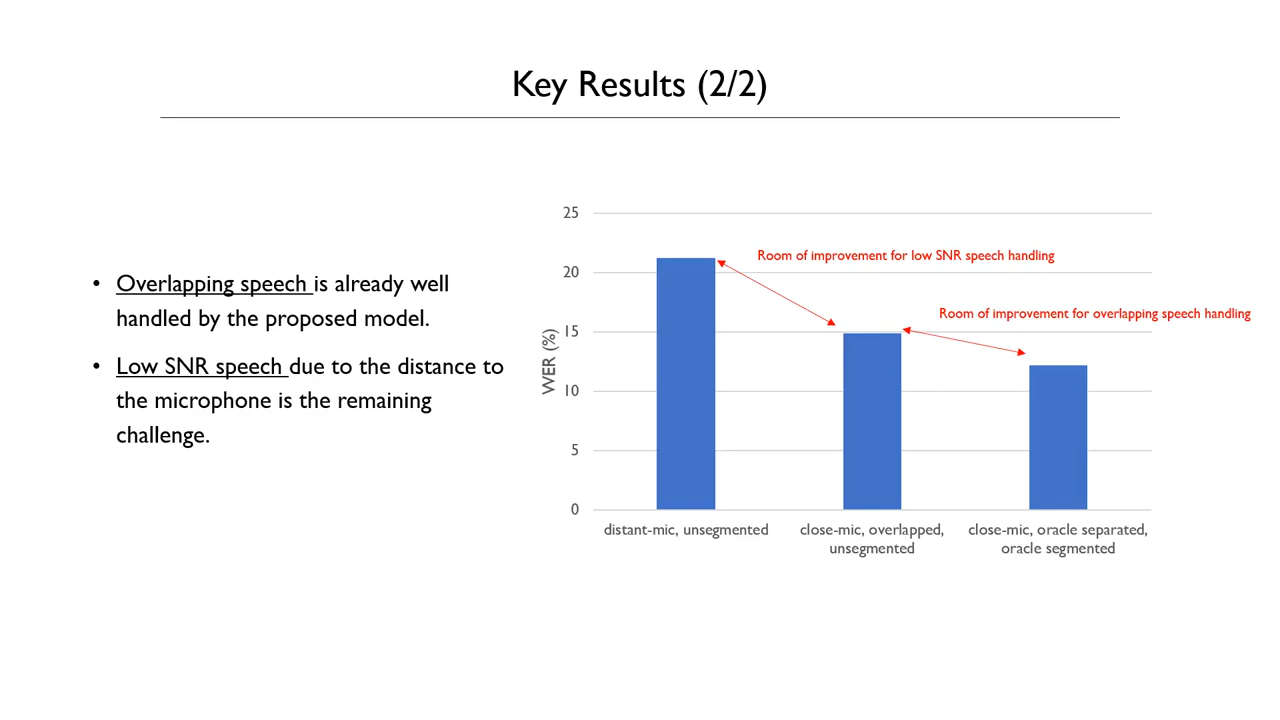 Key Results (2/2)
• Overlapping speech is already well
handled by the proposed model.
• Low SNR speech due to the distance to
the microphone is the remaining
challenge.
25
20
15
10
5
0
WER (%)
Room of improvement for low SNR speech handling
Room of improvement for overlapping speech handling
distant-mic, unsegmented
close-mic, overlapped,
unsegmented
close-mic, oracle separated,
oracle segmented